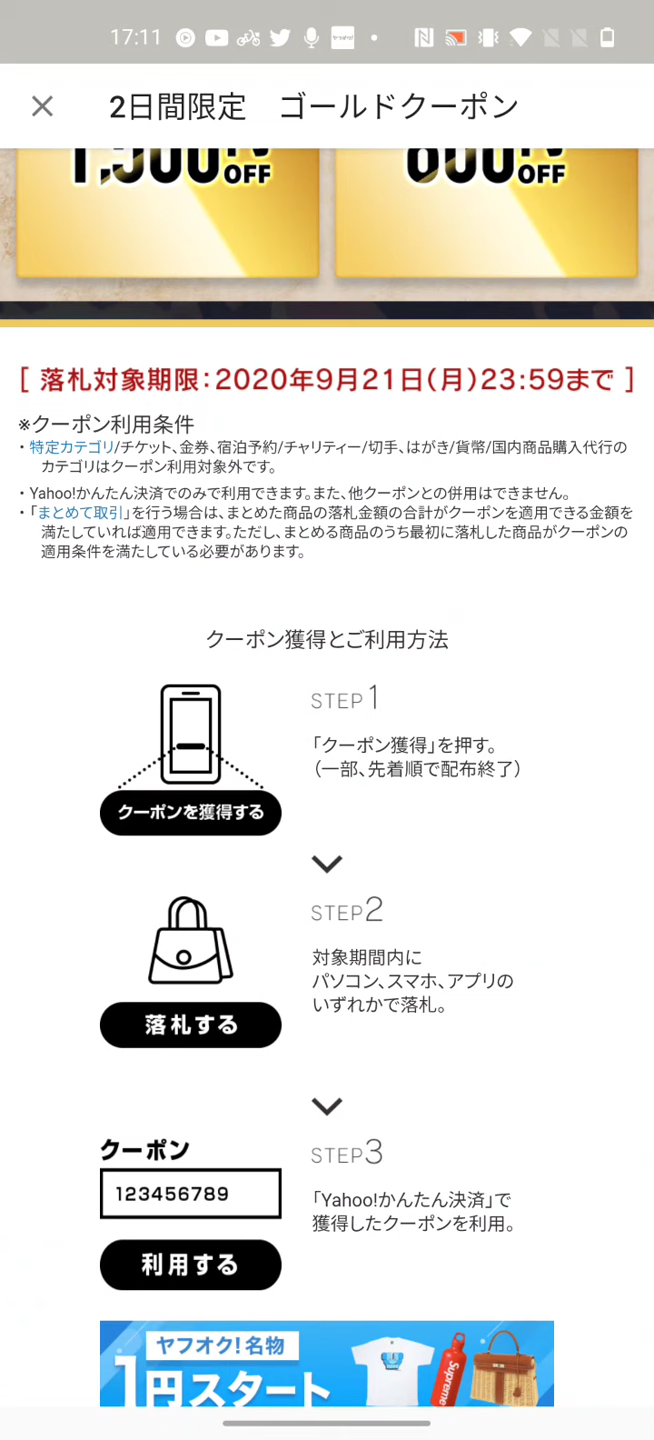 17:11
2日間限定 ゴールドクーポン
OFF
OFF
[ 落札対象期限:2020年9月21日(月)23:59まで ]
※クーポン利用条件
・特定カテゴリ/チケット、金券、宿泊予約/チャリティー/切手、はがき/貨幣/国内商品購入代行の
カテゴリはクーポン利用対象外です。
・Yahoo!かんたん決済でのみで利用できます。また、他クーポンとの併用はできません。
・「まとめて取引」を行う場合は、まとめた商品の落札金額の合計がクーポンを適用できる金額を
満たしていれば適用できます。ただし、まとめる商品のうち最初に落札した商品がクーポンの
適用条件を満たしている必要があります。
クーポン獲得とご利用方法
STEP1
「クーポン獲得」を押す。
(一部、先着順で配布終了)
クーポンを獲得する
STEP2
対象期間内に
パソコン、スマホ、アプリの
いずれかで落札。
落札する
クーポン
123456789
利用する
STEP3
「Yahoo!かんたん決済」で
獲得したクーポンを利用。
ヤフオク!名物
1円スタート
Supreme